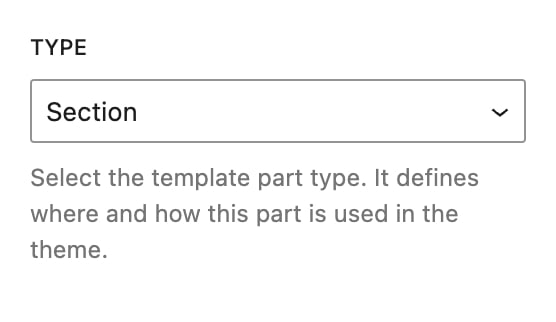 TYPE
Section
Select the template part type. It defines
where and how this part is used in the
theme.